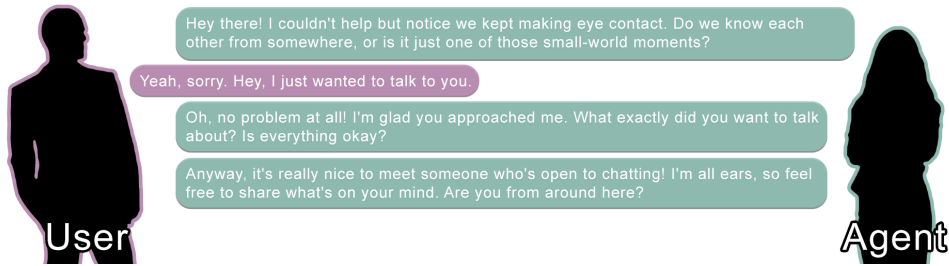 Hey there! I couldn't help but notice we kept making eye contact. Do we know each
other from somewhere, or is it just one of those small-world moments?
Yeah, sorry. Hey, I just wanted to talk to you.
Oh, no problem at all! I'm glad you approached me. What exactly did you want to talk
about? Is everything okay?
Anyway, it's really nice to meet someone who's open to chatting! I'm all ears, so feel
free to share what's on your mind. Are you from around here?
User
Agent